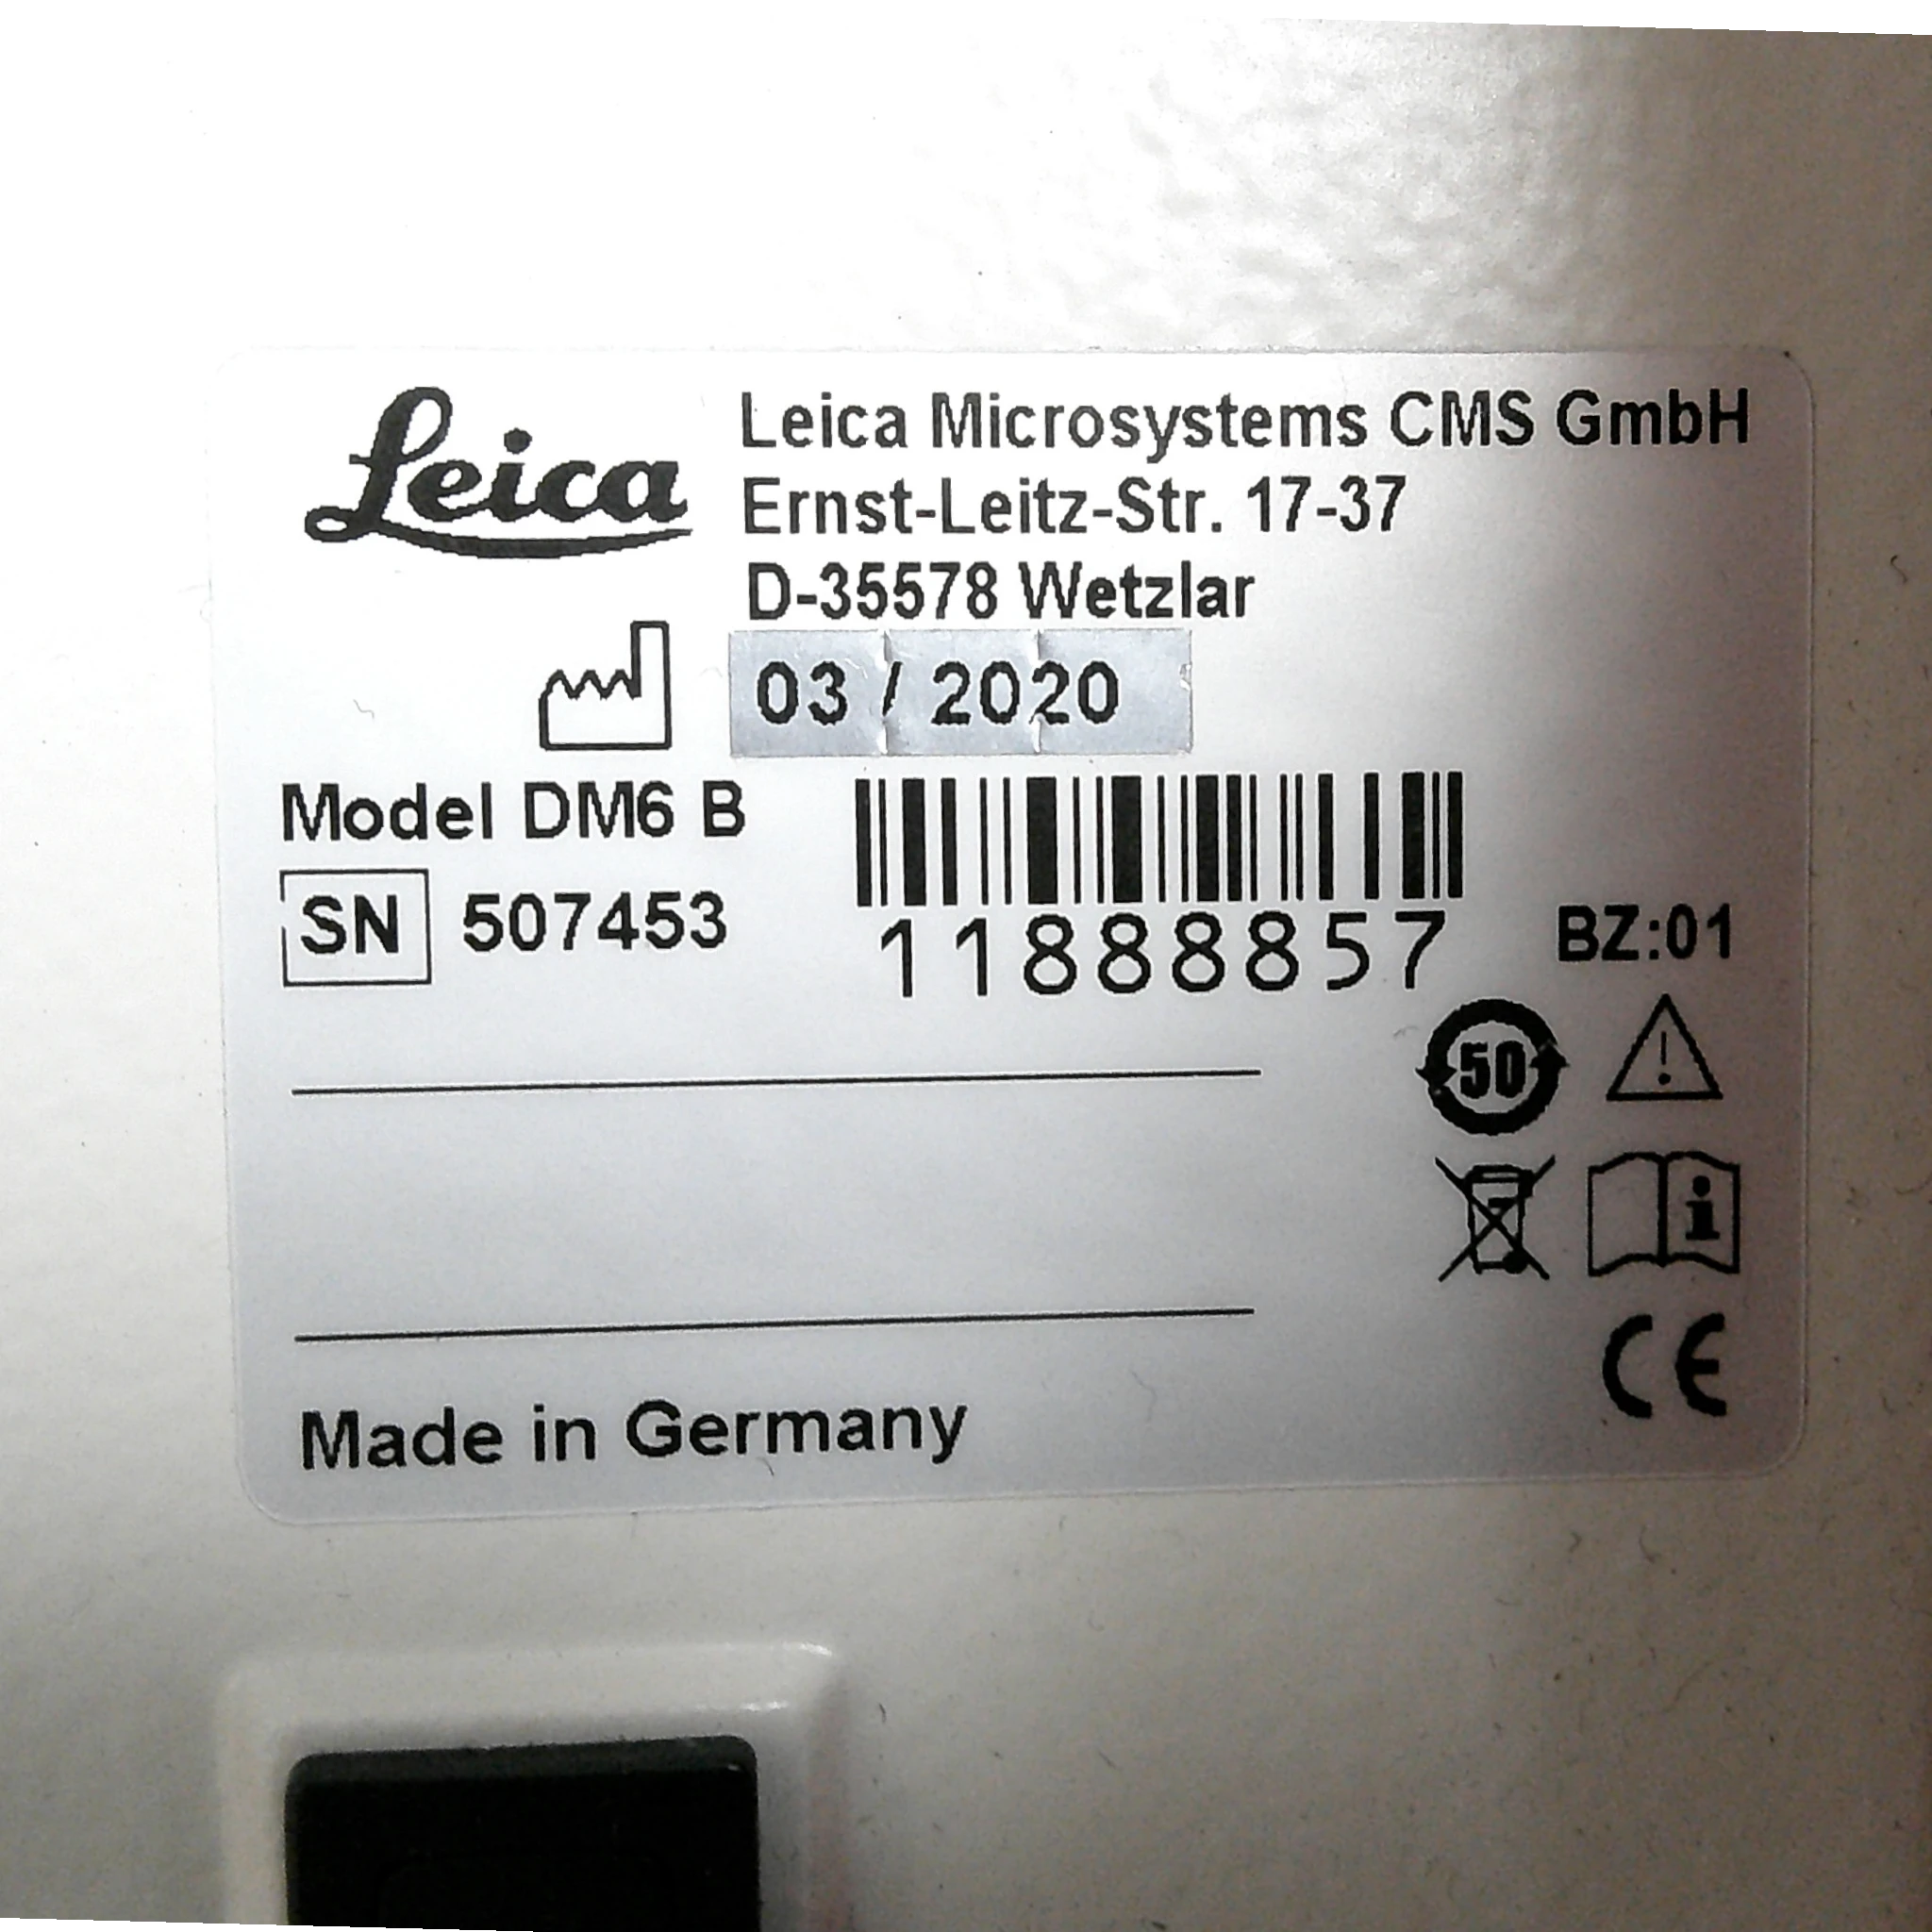 Leica
Leica Microsystems CMS GmbH
Ernst-Leitz-Str. 17-37
D-35578 Wetzlar
03 / 2020
Model DM6 B
SN 507453
11888857
BZ:01
50
Made in Germany
CE